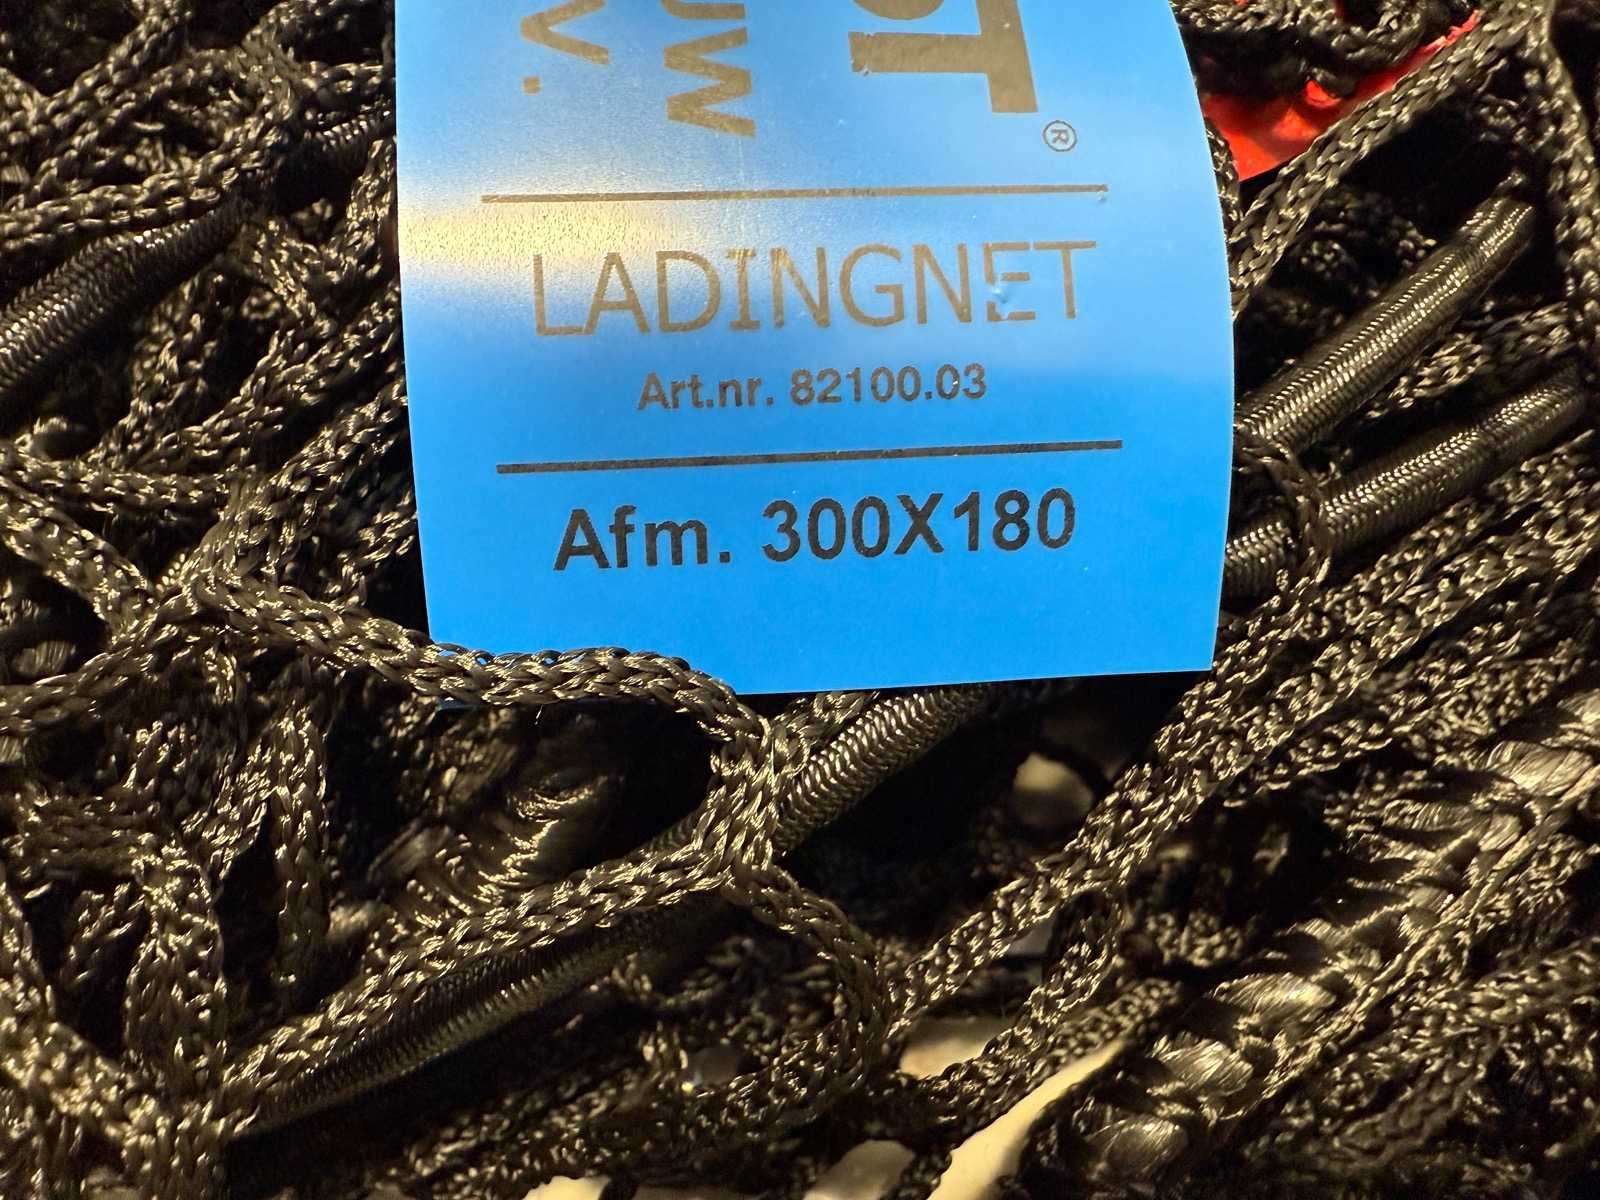 ®
LADINGNET
Art.nr. 82100.03
Afm. 300X180